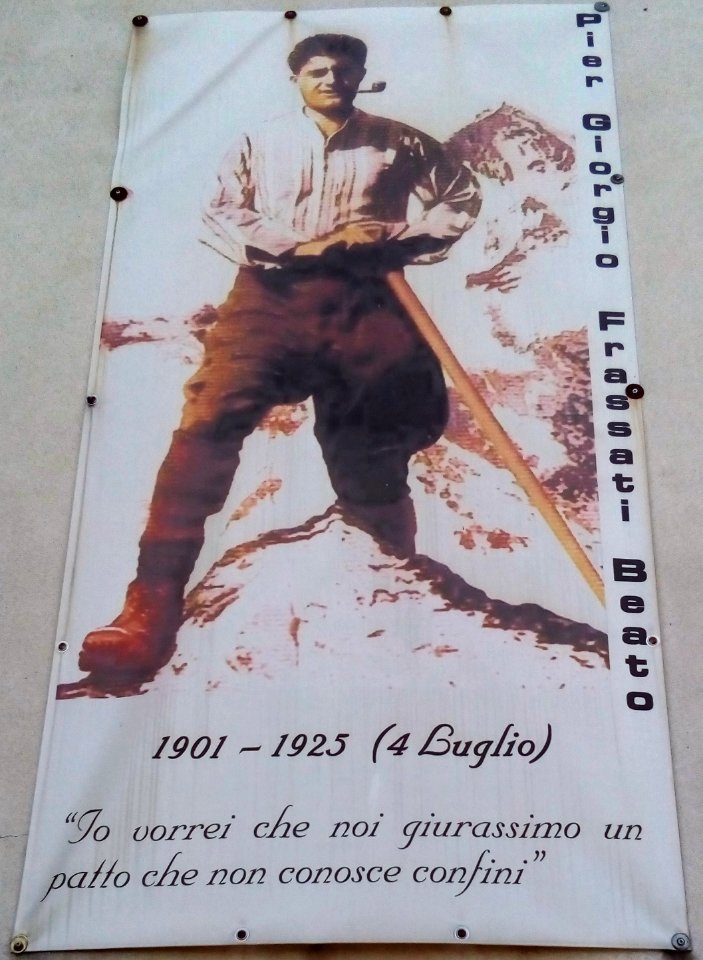 Pier Giorgio Frassati Beato
1901 – 1925 (4 Luglio)
“Io vorrei che noi giurassimo un
patto che non conosce confini”